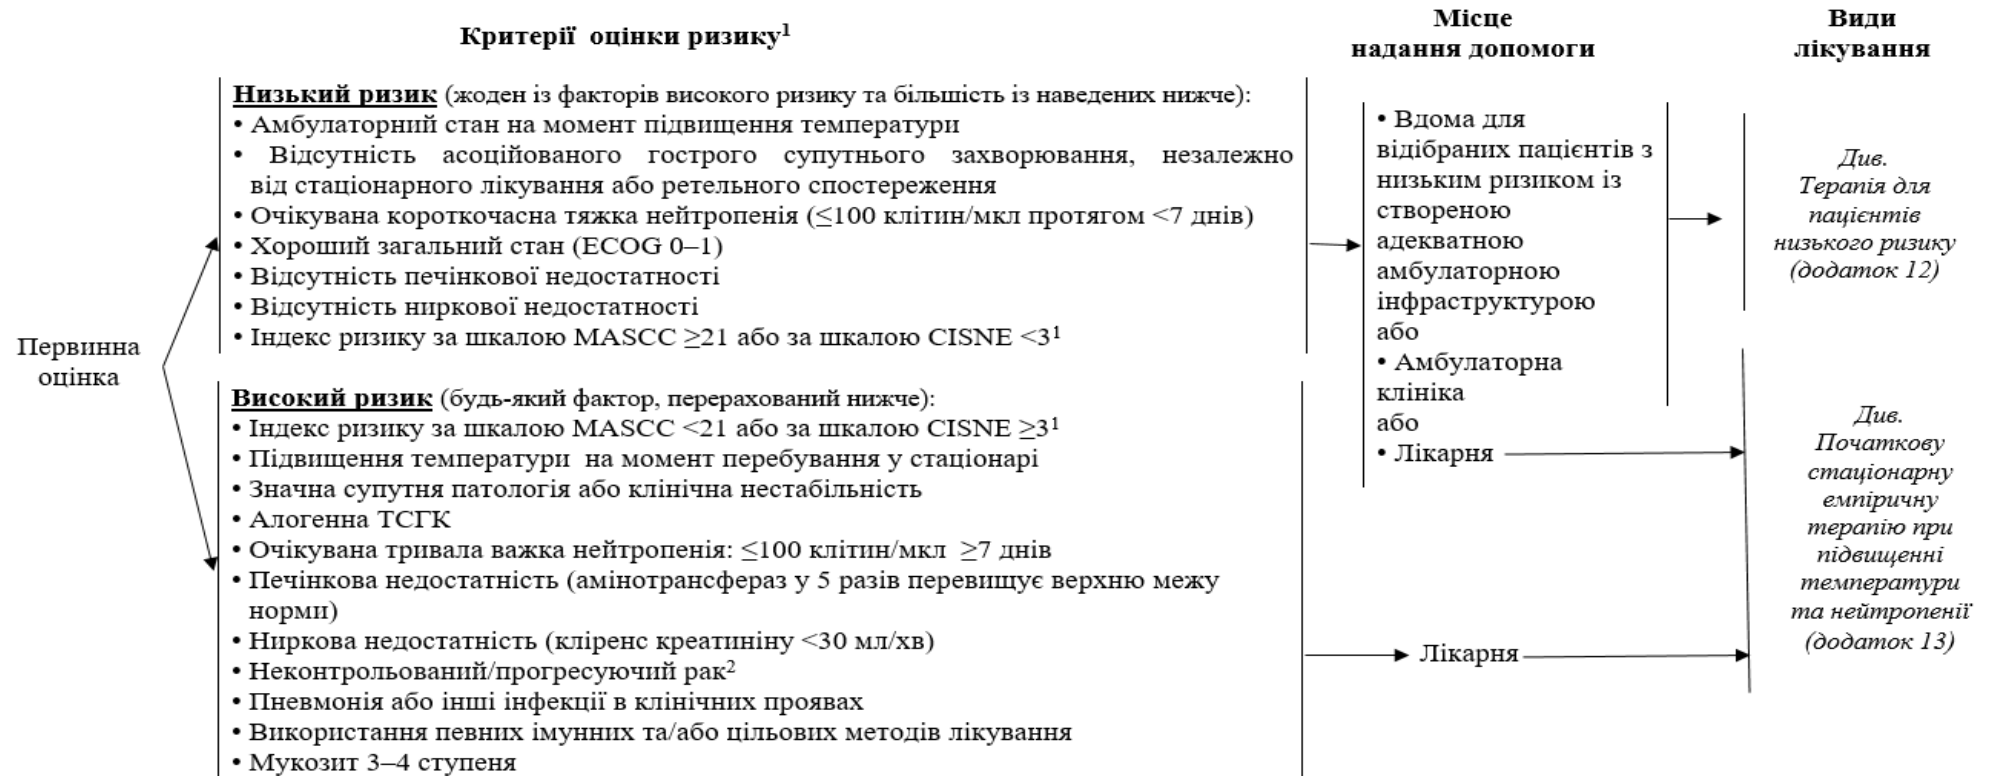 Критерії оцінки ризику¹
Місце
надання допомоги
Види
лікування
Первинна
оцінка
Низький ризик (жоден із факторів високого ризику та більшість із наведених нижче):
• Амбулаторний стан на момент підвищення температури
• Відсутність асоційованого гострого супутнього захворювання, незалежно
від стаціонарного лікування або ретельного спостереження
• Очікувана короткочасна тяжка нейтропенія (≤100 клітин/мкл протягом <7 днів)
• Хороший загальний стан (ECOG 0–1)
• Відсутність печінкової недостатності
• Відсутність ниркової недостатності
• Індекс ризику за шкалою MASCC ≥21 або за шкалою CISNE <3¹
• Вдома для
відібраних пацієнтів з
низьким ризиком із
створеною
адекватною
амбулаторною
інфраструктурою
або
• Амбулаторна
клініка
або
• Лікарня
Див.
Терапія для
пацієнтів
низького ризику
(додаток 12)
Високий ризик (будь-який фактор, перерахований нижче):
• Індекс ризику за шкалою MASCC <21 або за шкалою CISNE ≥3¹
• Підвищення температури на момент перебування у стаціонарі
• Значна супутня патологія або клінічна нестабільність
• Алогенна ТСГК
• Очікувана тривала важка нейтропенія: ≤100 клітин/мкл ≥7 днів
• Печінкова недостатність (амінотрансфераз у 5 разів перевищує верхню межу
норми)
• Ниркова недостатність (кліренс креатиніну <30 мл/хв)
• Неконтрольований/прогресуючий рак²
• Пневмонія або інші інфекції в клінічних проявах
• Використання певних імунних та/або цільових методів лікування
• Мукозит 3–4 ступеня
Лікарня
Див.
Початкову
стаціонарну
емпіричну
терапію при
підвищенні
температури
та нейтропенії
(додаток 13)